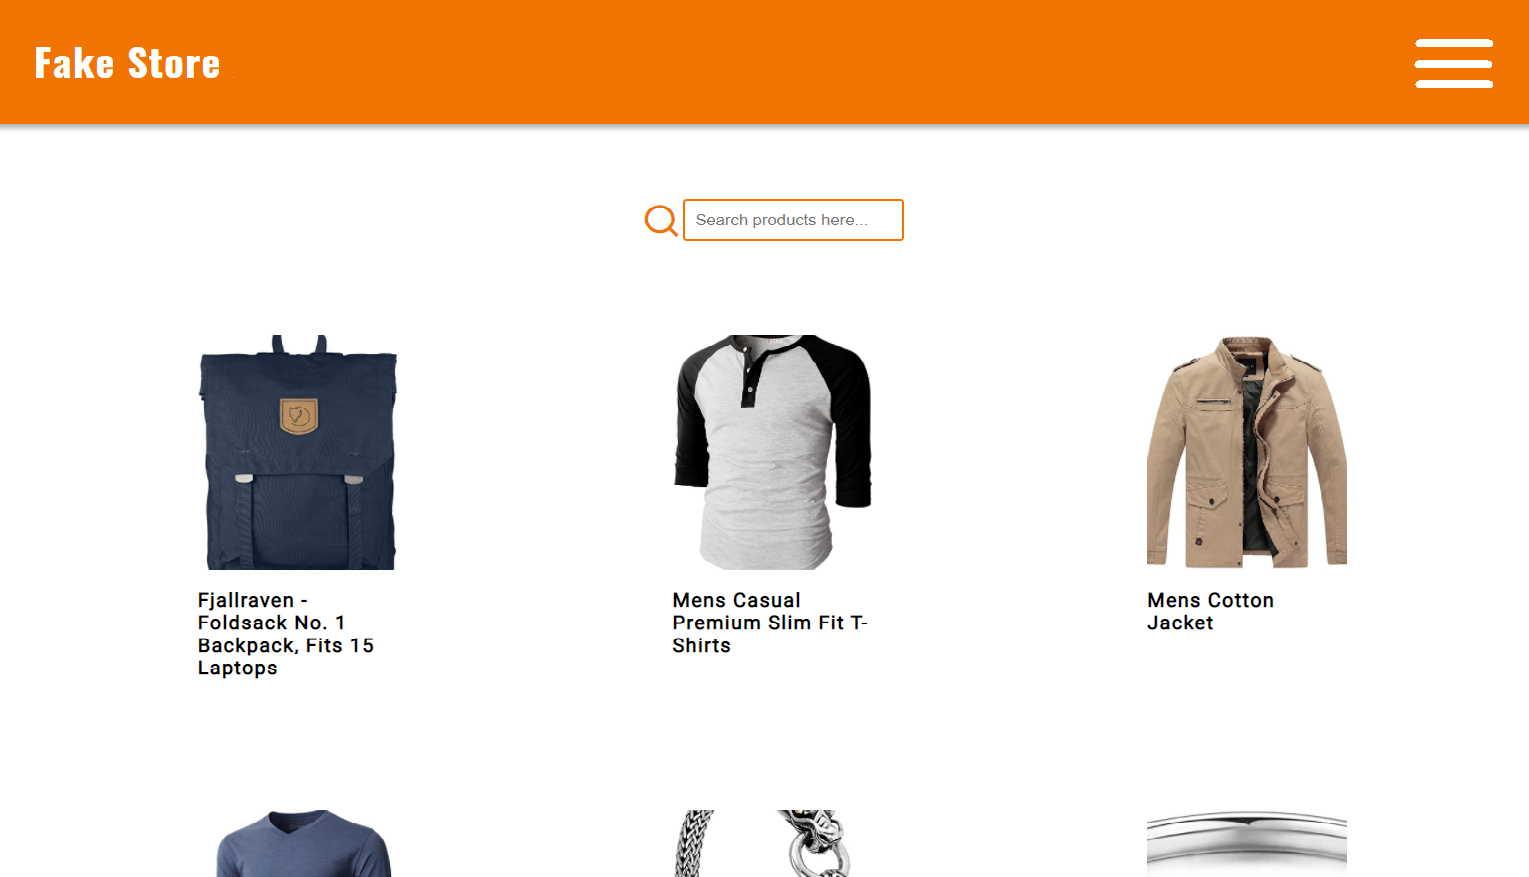 Fake Store
Search products here...
Fjallraven -
Foldsack No. 1
Backpack, Fits 15
Laptops
Mens Casual
Premium Slim Fit T-
Shirts
Mens Cotton
Jacket